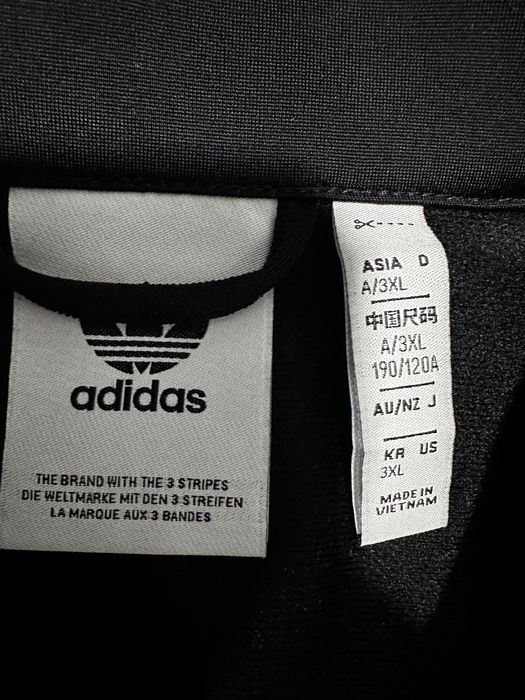 adidas
THE BRAND WITH THE 3 STRIPES
DIE WELTMARKE MIT DEN 3 STREIFEN
LA MARQUE AUX 3 BANDES
ASIA D
A/3XL
中国尺码
A/3XL
190/120A
AU/NZ J
KR US
3XL
MADE IN
VIETNAM